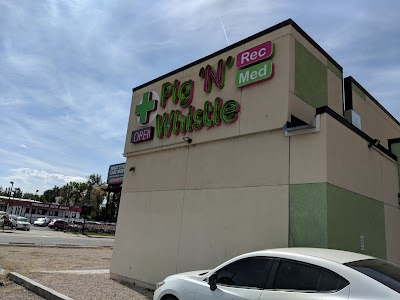 Pig 'N' Rec
Whistle Med
OPEN